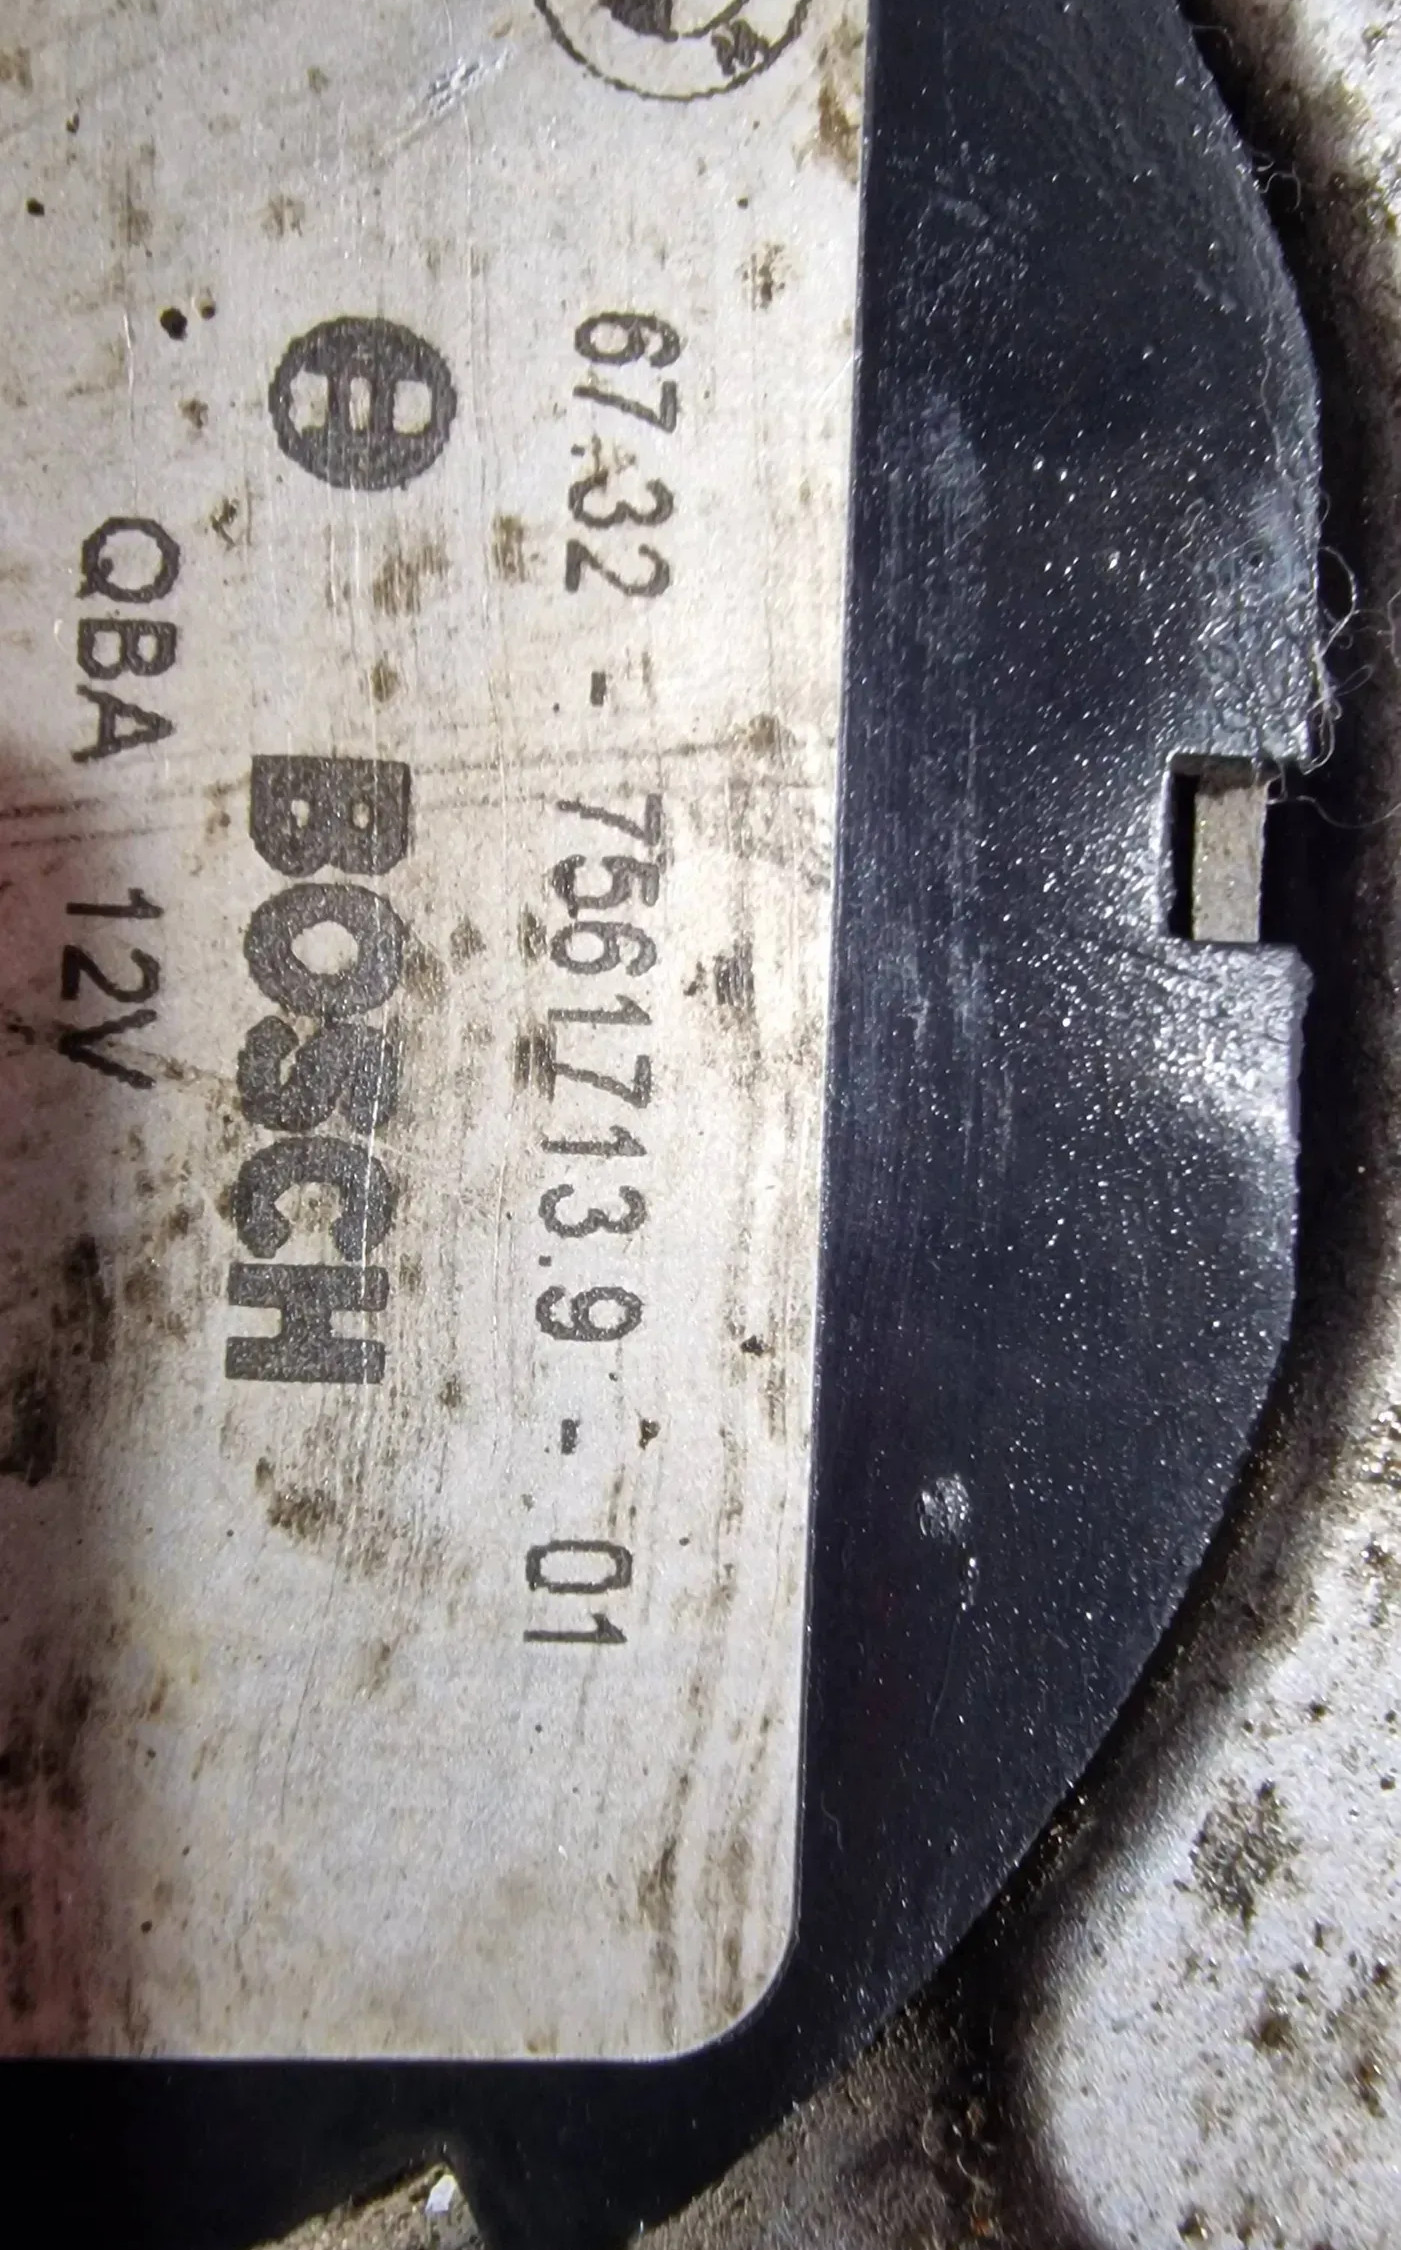 67.32 - 7561713.9 - 01
BOSCH
QBA 12V